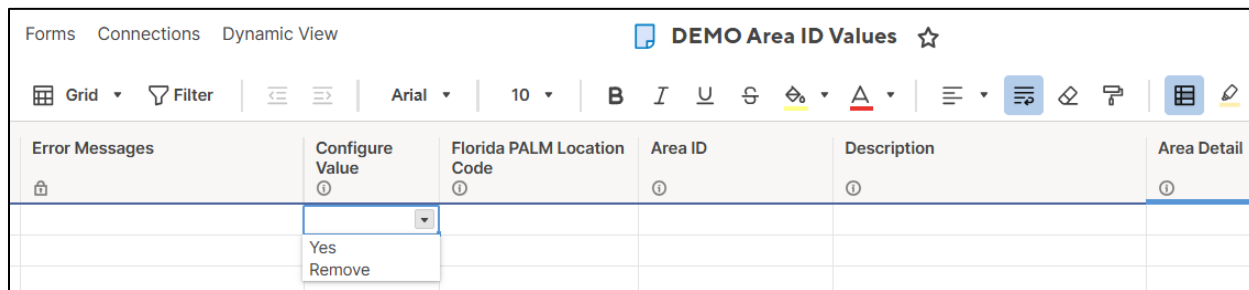 Forms Connections Dynamic View
DEMO Area ID Values
Grid Filter Arial 10 B I U S A
Error Messages Configure Value Florida PALM Location Code Area ID Description Area Detail
Yes
Remove